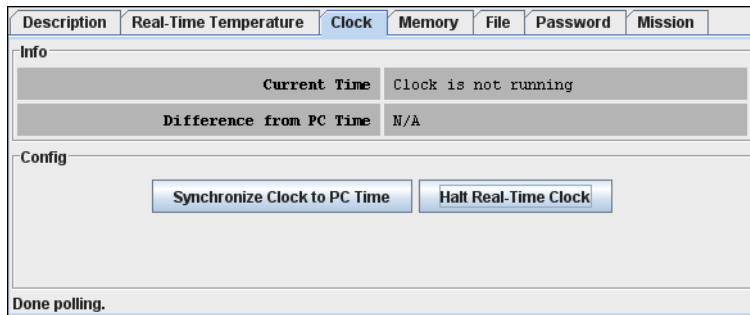 Description Real-Time Temperature Clock Memory File Password Mission
Info
Current Time Clock is not running
Difference from PC Time N/A
Config
Synchronize Clock to PC Time Halt Real-Time Clock
Done polling.